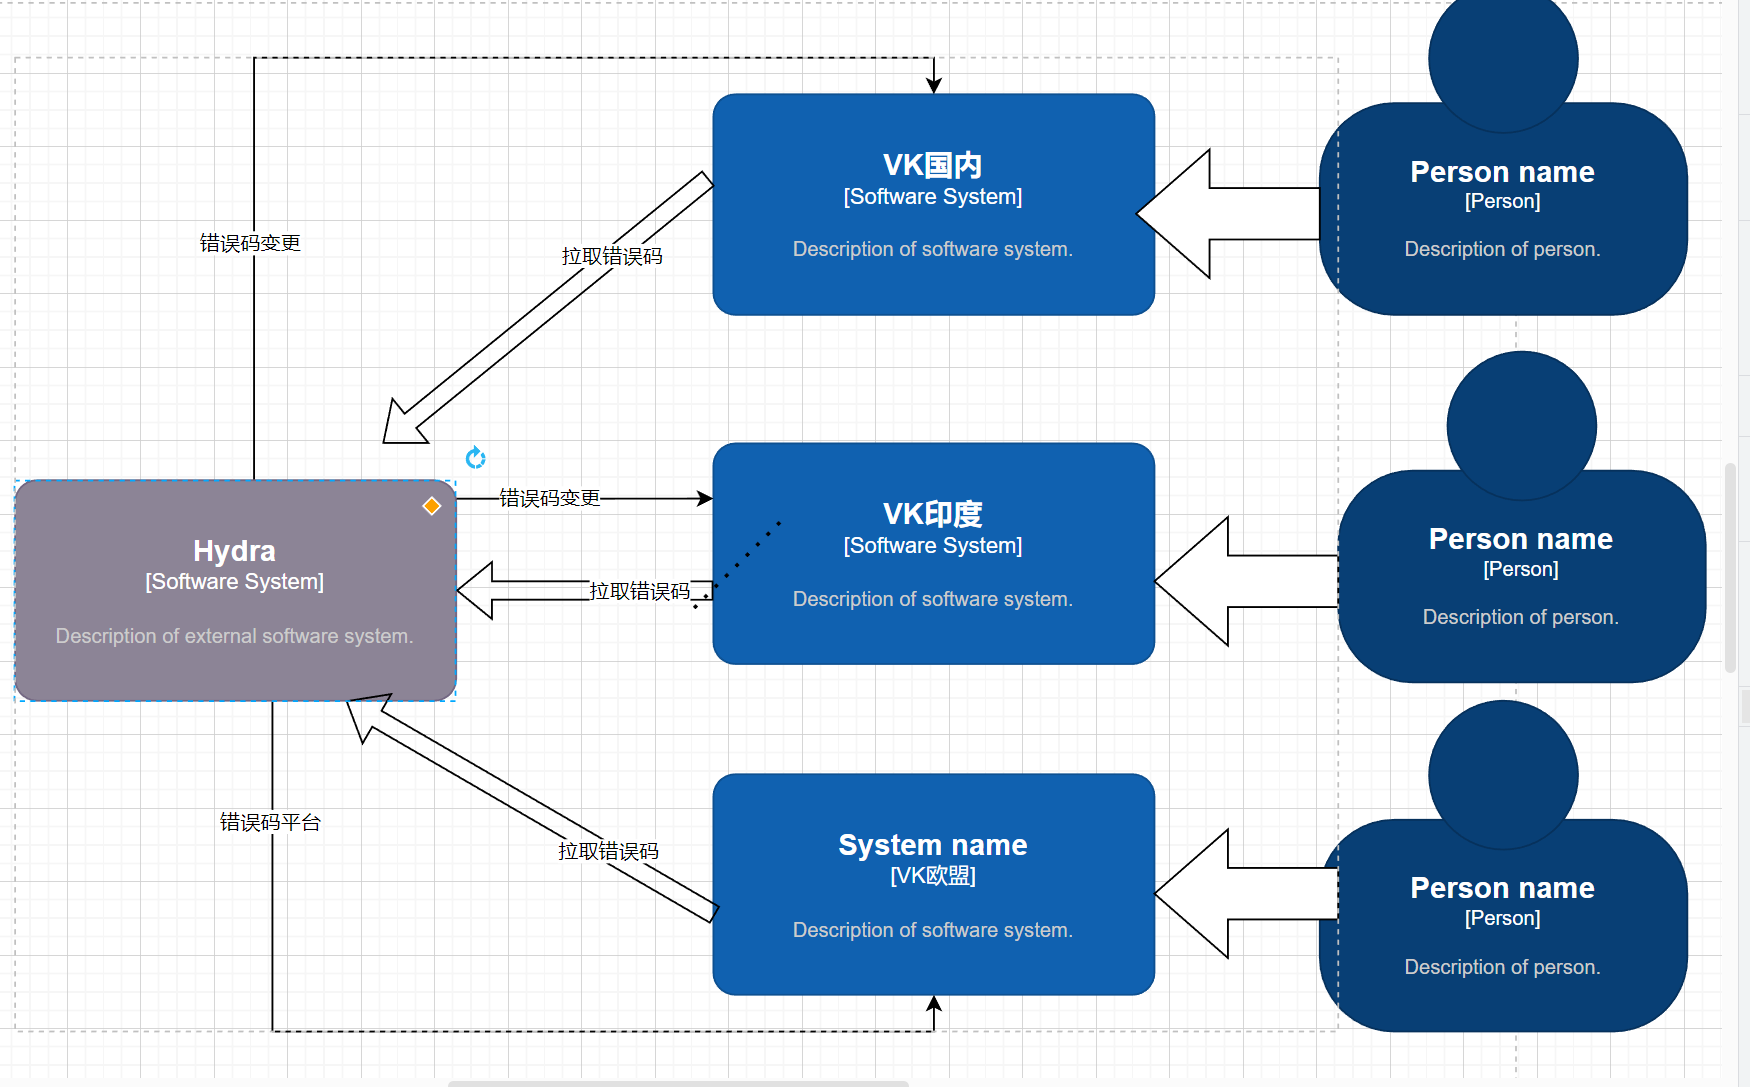 VK国内
[Software System]
Description of software system.
Person name
[Person]
Description of person.
错误码变更
拉取错误码
Hydra
[Software System]
Description of external software system.
错误码变更
拉取错误码
VK印度
[Software System]
Description of software system.
Person name
[Person]
Description of person.
错误码平台
拉取错误码
System name
[VK欧盟]
Description of software system.
Person name
[Person]
Description of person.